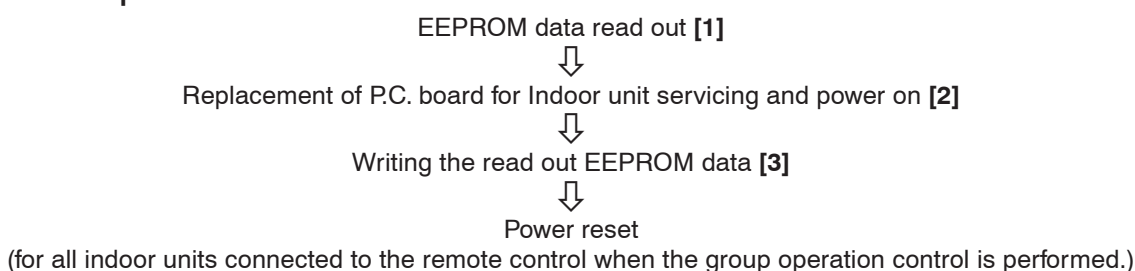 EEPROM data read out [1]
Replacement of P.C. board for Indoor unit servicing and power on [2]
Writing the read out EEPROM data [3]
Power reset
(for all indoor units connected to the remote control when the group operation control is performed.)